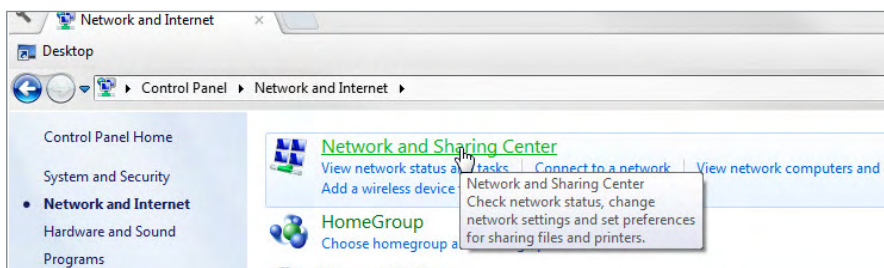 Network and Internet
Desktop
Control Panel Network and Internet
Control Panel Home
System and Security
Network and Internet
Hardware and Sound
Programs
Network and Sharing Center
View network status and tasks Connect to a network View network computers and
Add a wireless device
Network and Sharing Center
Check network status, change
network settings and set preferences
for sharing files and printers.
HomeGroup
Choose homegroup a